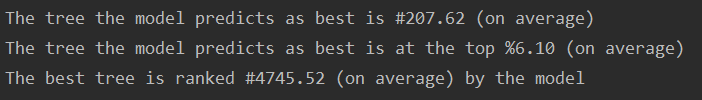 The tree the model predicts as best is #207.62 (on average)
The tree the model predicts as best is at the top %6.10 (on average)
The best tree is ranked #4745.52 (on average) by the model